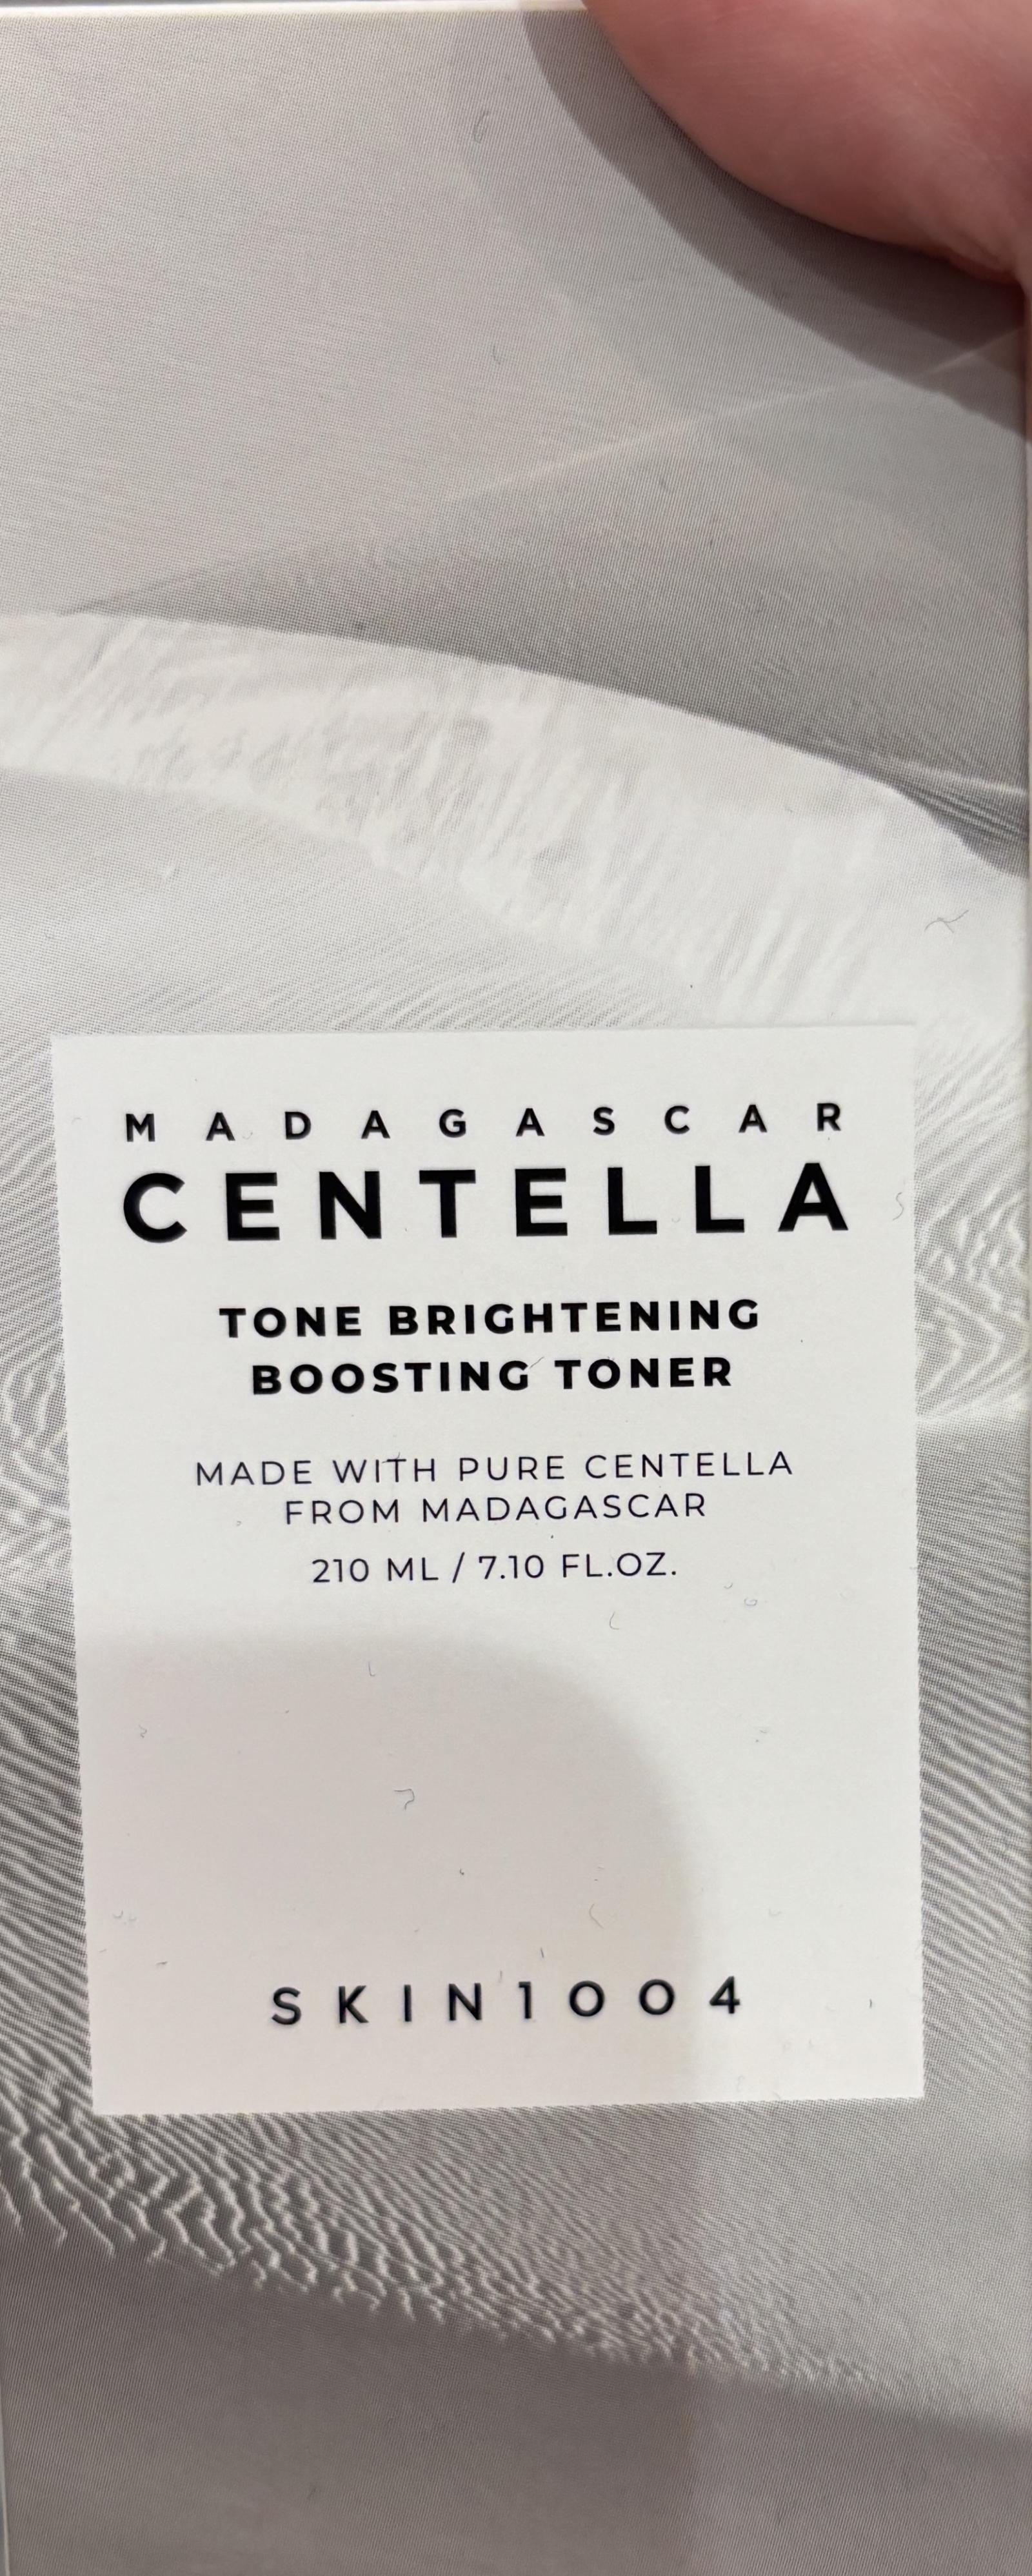 MADAGASCAR
CENTELLA
TONE BRIGHTENING
BOOSTING TONER
MADE WITH PURE CENTELLA
FROM MADAGASCAR
210 ML / 7.10 FL.OZ.
SKIN1004